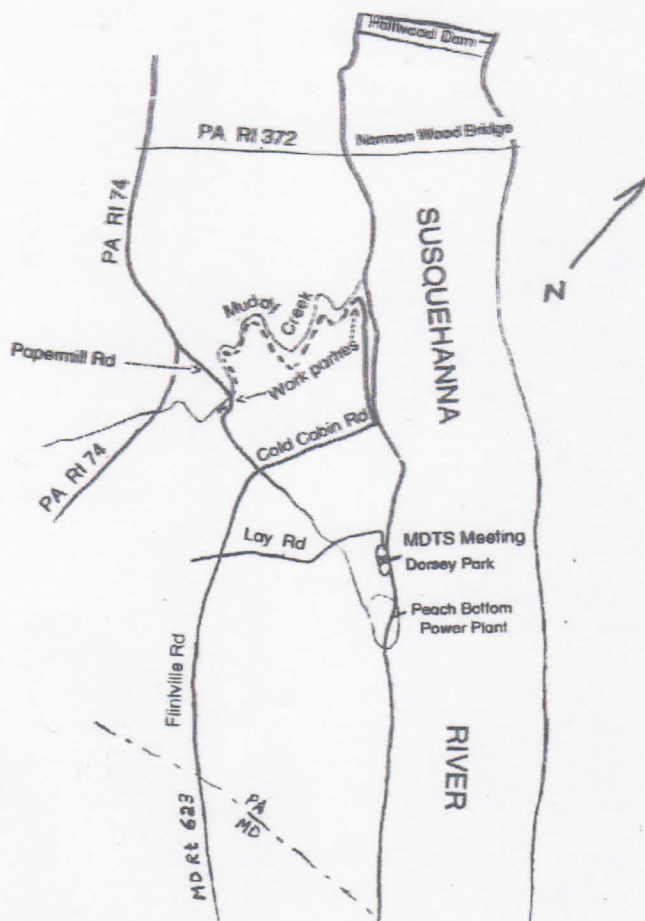 Holtwood Dam
PA Rt 372
Norman Wood Bridge
PA Rt 74
SUSQUEHANNA
N
Muddy
Creek
Papermill Rd
Work parties
Cold Cabin Rd
PA Rt 74
Lay Rd
MDTS Meeting
Dorsey Park
Peach Bottom
Power Plant
Flintville Rd
RIVER
PA
MD
MD Rt 623